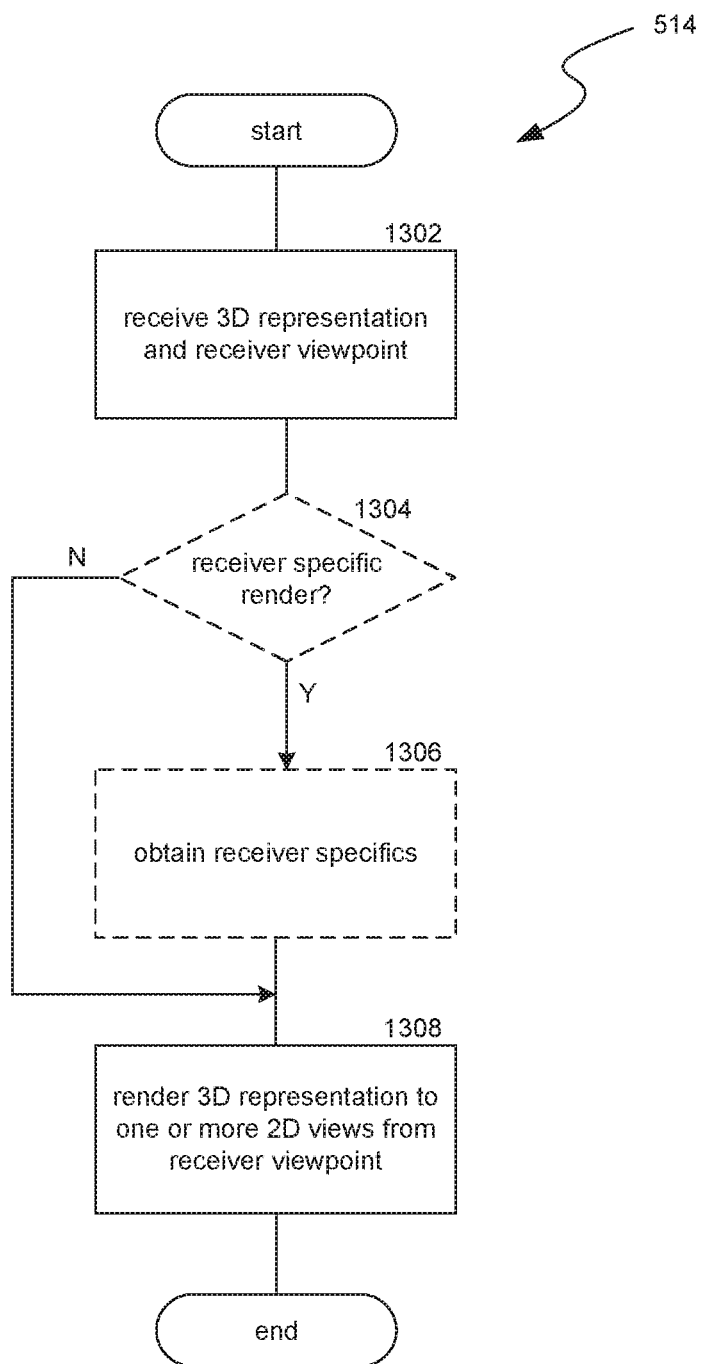 514
start
1302
receive 3D representation
and receiver viewpoint
1304
receiver specific
render?
N
Y
1306
obtain receiver specifics
1308
render 3D representation to
one or more 2D views from
receiver viewpoint
end